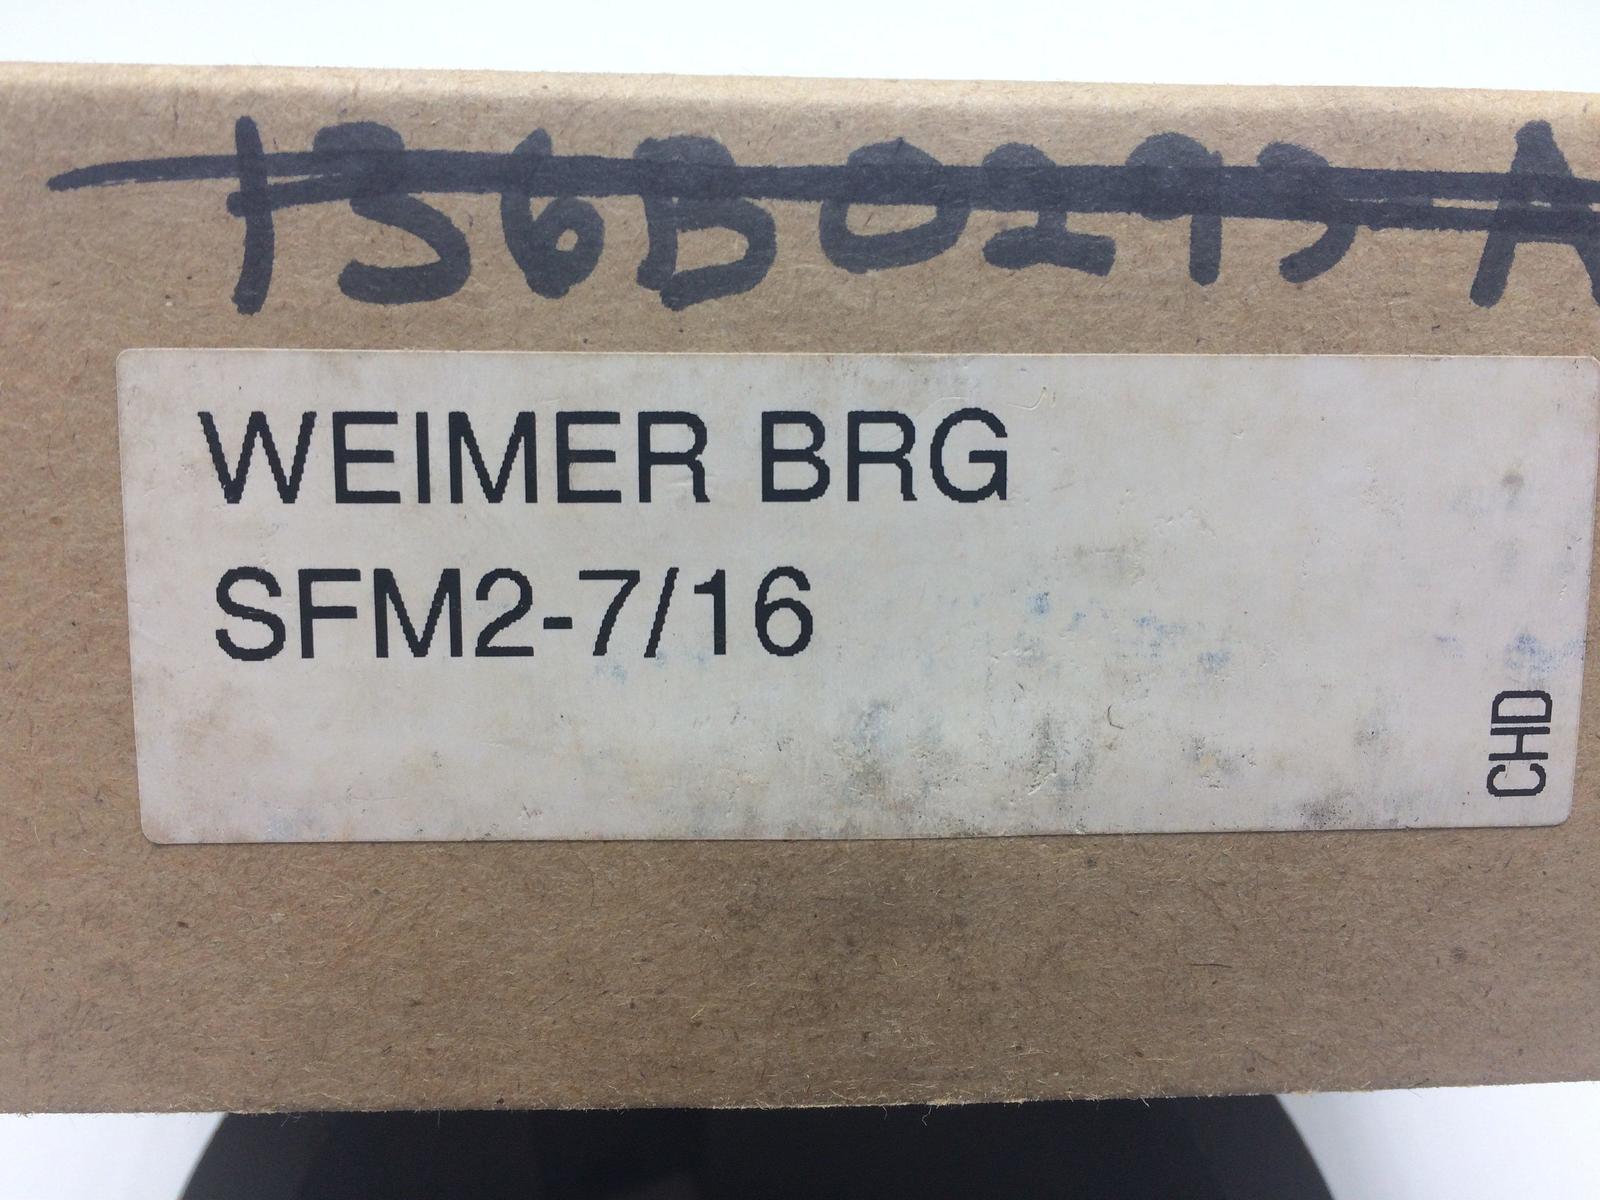 WEIMER BRG
SFM2-7/16
CHD